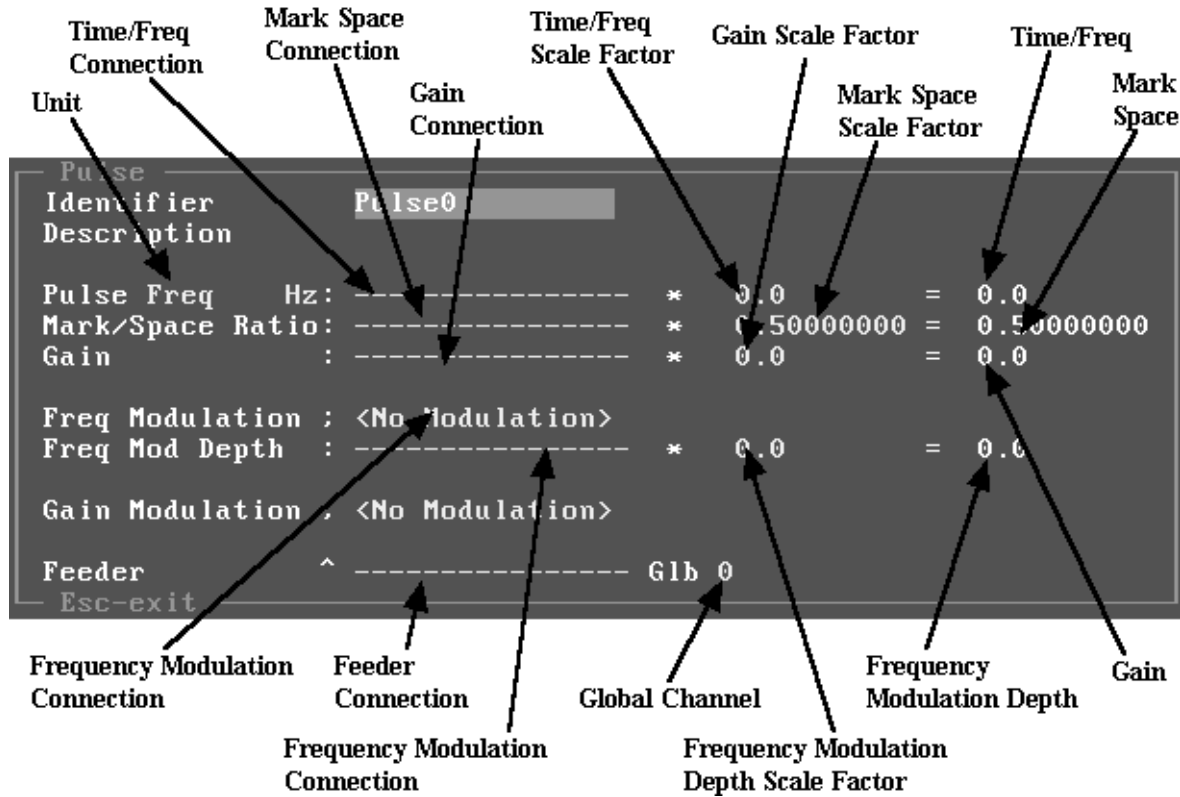 Time/Freq
Connection
Mark Space
Connection
Time/Freq
Scale Factor
Gain Scale Factor
Time/Freq
Unit
Gain
Connection
Mark Space
Scale Factor
Mark
Space
Pulse
Identifier Pulse0
Description
Pulse Freq Hz: ----------------- * 0.0 = 0.0
Mark/Space Ratio: ----------------- * 0.50000000 = 0.50000000
Gain : ----------------- * 0.0 = 0.0
Freq Modulation ; <No Modulation>
Freq Mod Depth : ----------------- * 0.0 = 0.0
Gain Modulation ; <No Modulation>
Feeder ^ ----------------- Glb 0
Esc-exit
Frequency Modulation
Connection
Feeder
Connection
Global Channel
Frequency
Modulation Depth
Gain
Frequency Modulation
Connection
Frequency Modulation
Depth Scale Factor